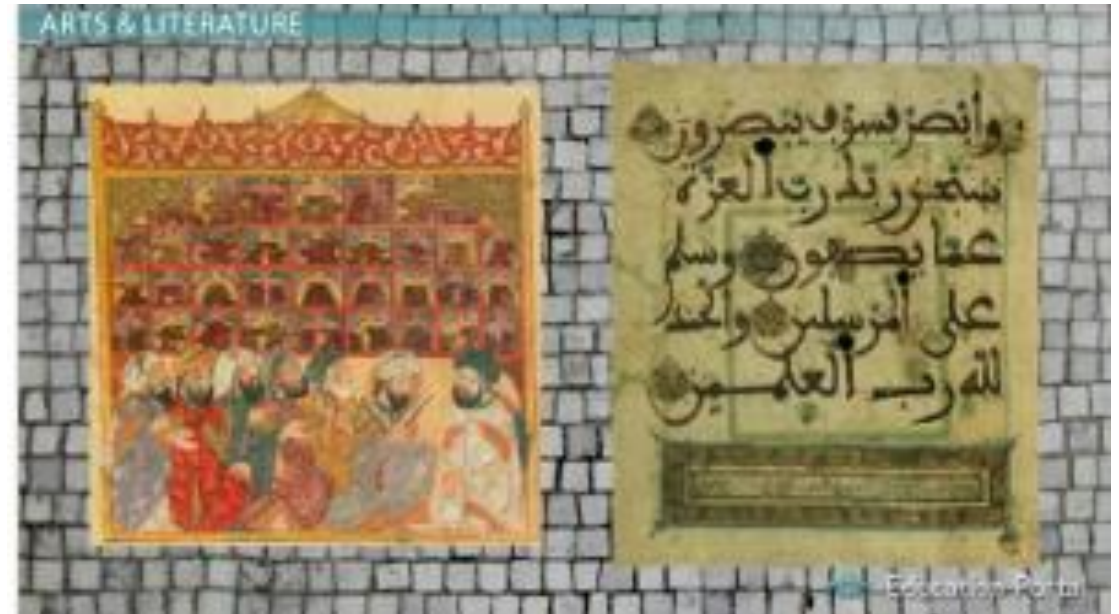 ARTS & LITERATURE
وأبصر فسوف يبصرون
سبحن ربك رب العزة
عما يصفون وسلم
على المرسلين والحمد
لله رب العلمين
Education-Portal